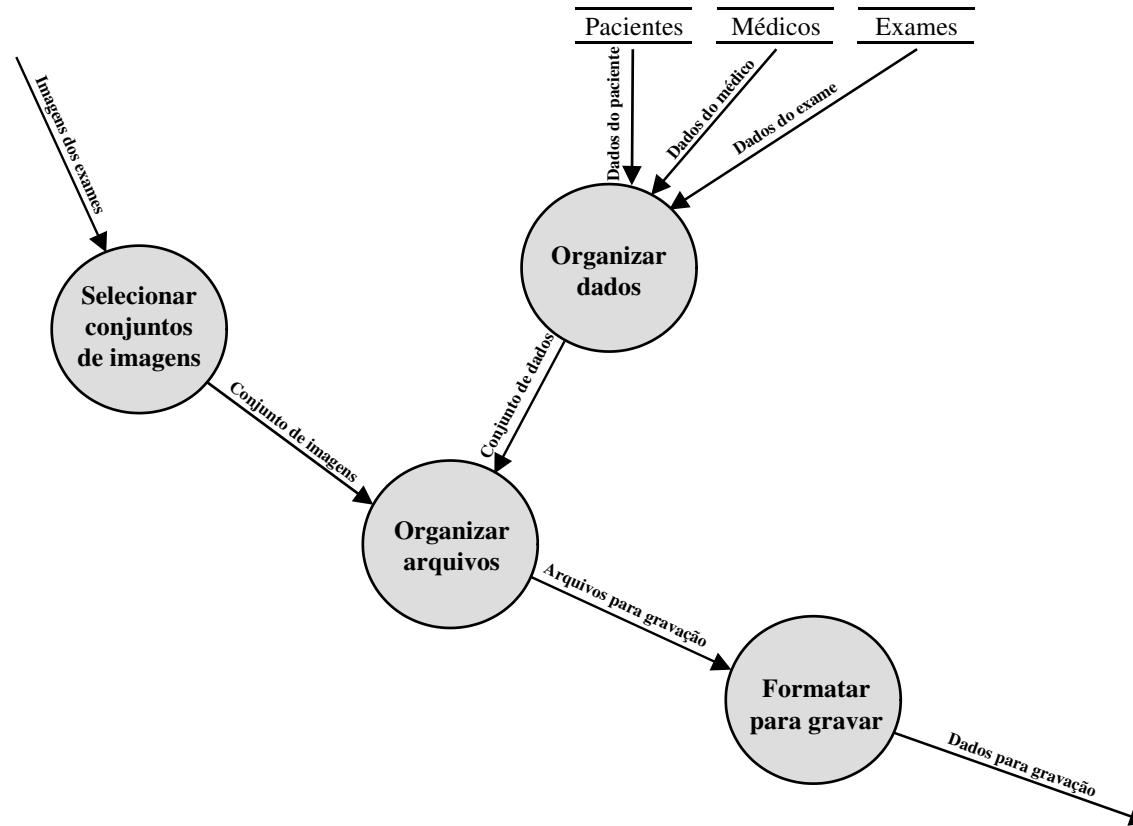 Pacientes
Médicos
Exames
Imagens dos exames
Dados do paciente
Dados do médico
Dados do exame
Organizar
dados
Selecionar
conjuntos
de imagens
Conjunto de dados
Conjunto de imagens
Organizar
arquivos
Arquivos para gravação
Formatar
para gravar
Dados para gravação